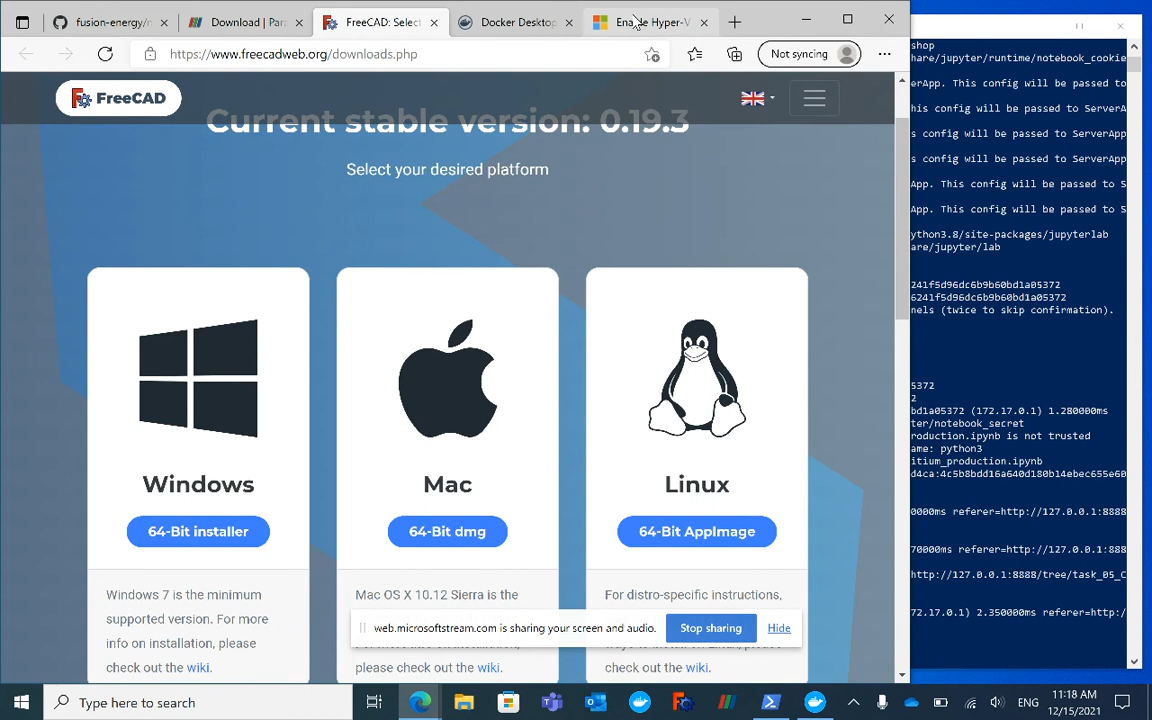 fusion-energy/n
Download | Para
FreeCAD: Select
Docker Desktop
Enable Hyper-V
https://www.freecadweb.org/downloads.php
Not syncing
FreeCAD
Current stable version: 0.19.3
Select your desired platform
Windows
Mac
Linux
64-Bit installer
64-Bit dmg
64-Bit AppImage
Windows 7 is the minimum
supported version. For more
info on installation, please
check out the wiki.
Mac OS X 10.12 Sierra is the
please check out the wiki.
For distro-specific instructions,
check out the wiki.
web.microsoftstream.com is sharing your screen and audio.
Stop sharing
Hide
shop
hare/jupyter/runtime/notebook_cookie
erApp. This config will be passed to
his config will be passed to ServerA
s config will be passed to ServerApp
s config will be passed to ServerApp
App. This config will be passed to S
App. This config will be passed to S
ython3.8/site-packages/jupyterlab
are/jupyter/lab
241f5d96dc6b9b60bd1a05372
6241f5d96dc6b9b60bd1a05372
nels (twice to skip confirmation).
5372
2
bd1a05372 (172.17.0.1) 1.280000ms
ter/notebook_secret
roduction.ipynb is not trusted
ame: python3
itium_production.ipynb
d4ca:4c5b8bdd16a640d180b14ebec655e60
0000ms referer=http://127.0.0.1:8888
70000ms referer=http://127.0.0.1:888
http://127.0.0.1:8888/tree/task_05_C
72.17.0.1) 2.350000ms referer=http:/
Type here to search
ENG
11:18 AM
12/15/2021